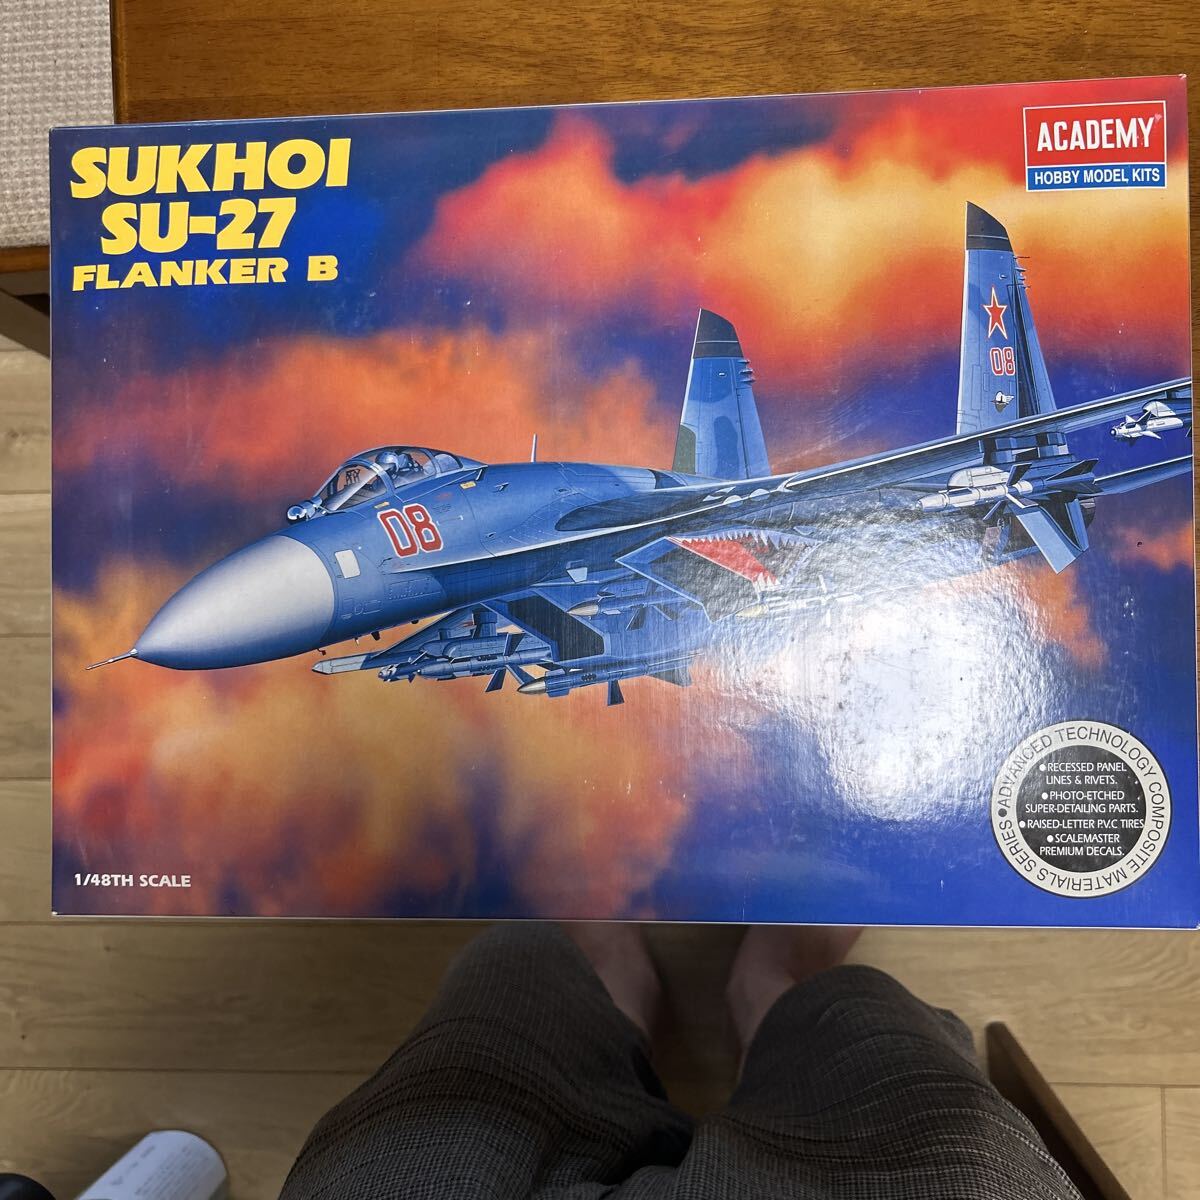 SUKHOI
SU-27
FLANKER B
ACADEMY
HOBBY MODEL KITS
08
08
ADVANCED TECHNOLOGY COMPOSITE MATERIALS SERIES
•RECESSED PANEL
LINES & RIVETS.
•PHOTO-ETCHED
SUPER-DETAILING PARTS.
•RAISED-LETTER P.V.C TIRES
•SCALEMASTER
PREMIUM DECALS.
1/48TH SCALE